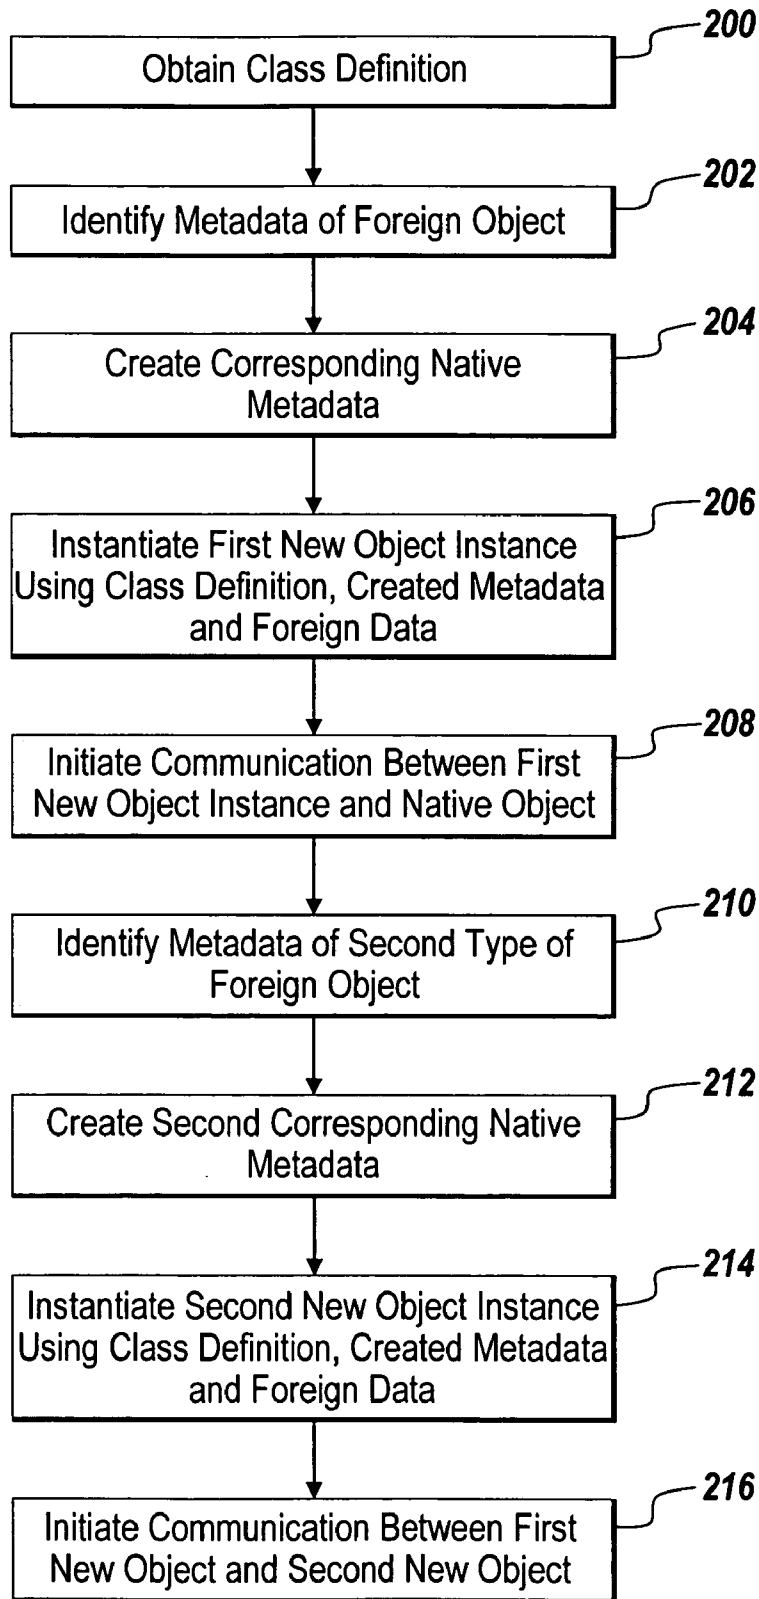 200
Obtain Class Definition
202
Identify Metadata of Foreign Object
204
Create Corresponding Native
Metadata
206
Instantiate First New Object Instance
Using Class Definition, Created Metadata
and Foreign Data
208
Initiate Communication Between First
New Object Instance and Native Object
210
Identify Metadata of Second Type of
Foreign Object
212
Create Second Corresponding Native
Metadata
214
Instantiate Second New Object Instance
Using Class Definition, Created Metadata
and Foreign Data
216
Initiate Communication Between First
New Object and Second New Object